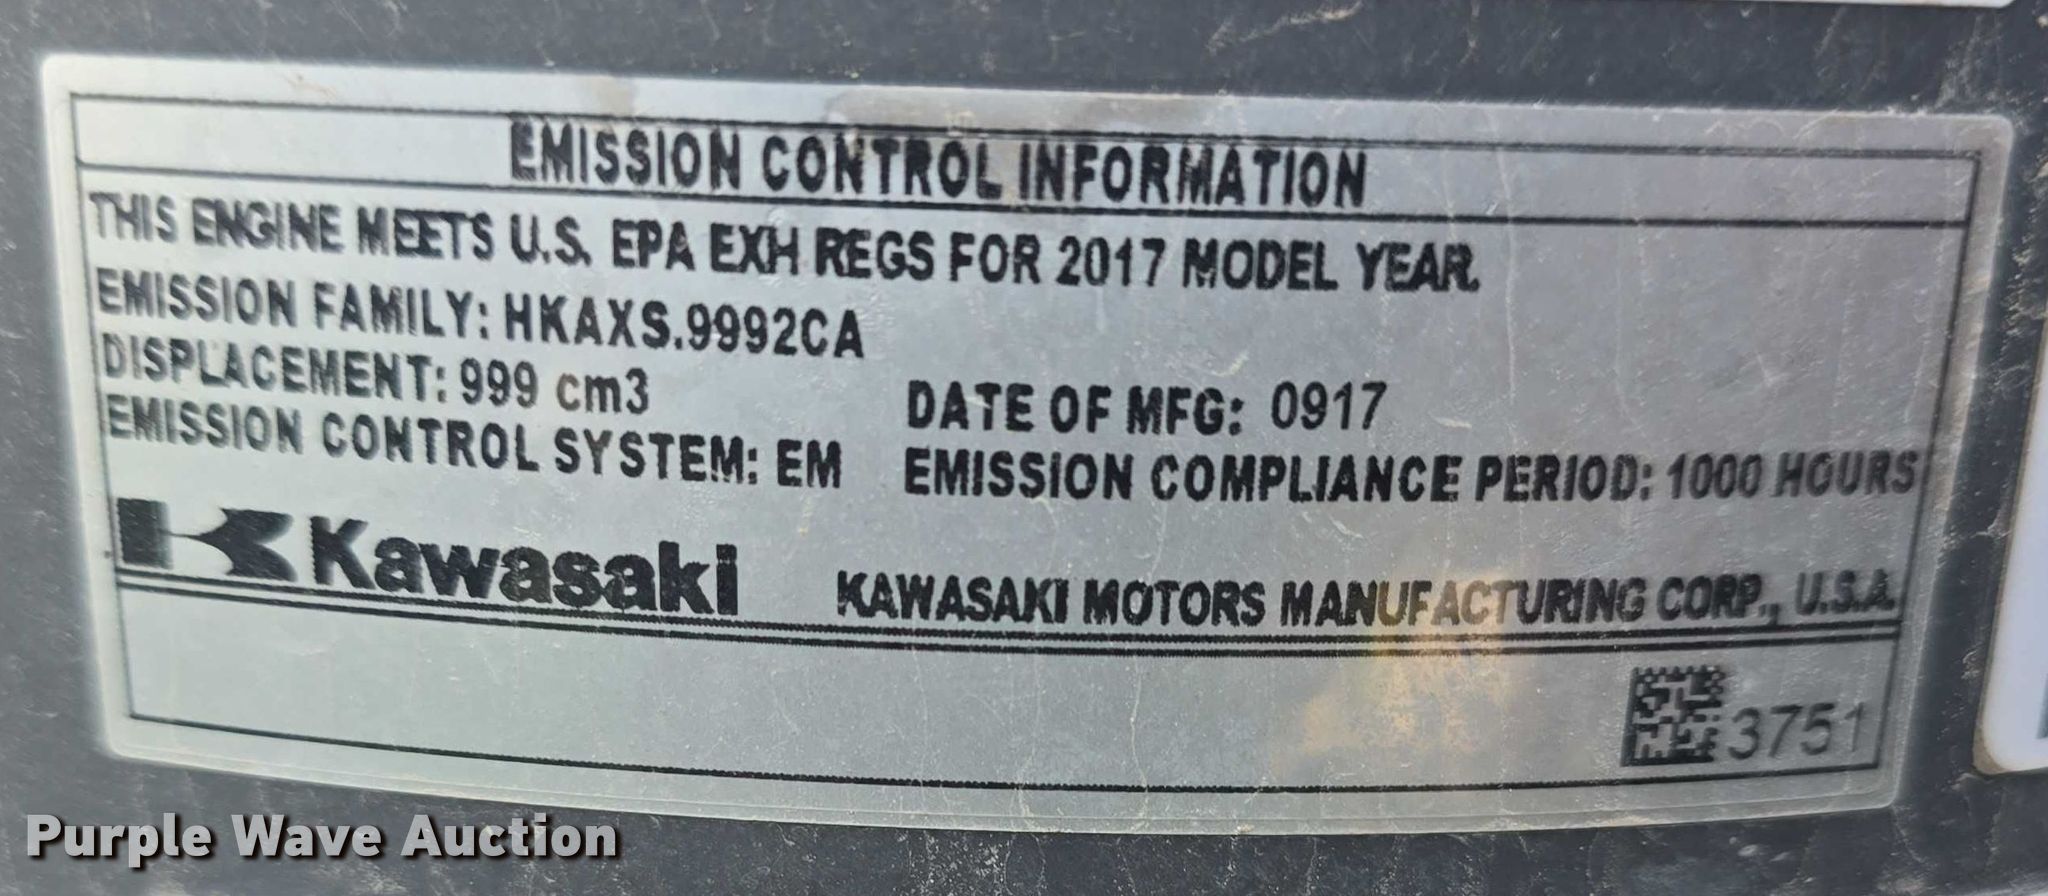 EMISSION CONTROL INFORMATION
THIS ENGINE MEETS U.S. EPA EXH REGS FOR 2017 MODEL YEAR.
EMISSION FAMILY: HKAXS.9992CA
DISPLACEMENT: 999 cm3 DATE OF MFG: 0917
EMISSION CONTROL SYSTEM: EM EMISSION COMPLIANCE PERIOD: 1000 HOURS
Kawasaki KAWASAKI MOTORS MANUFACTURING CORP., U.S.A.
3751
Purple Wave Auction